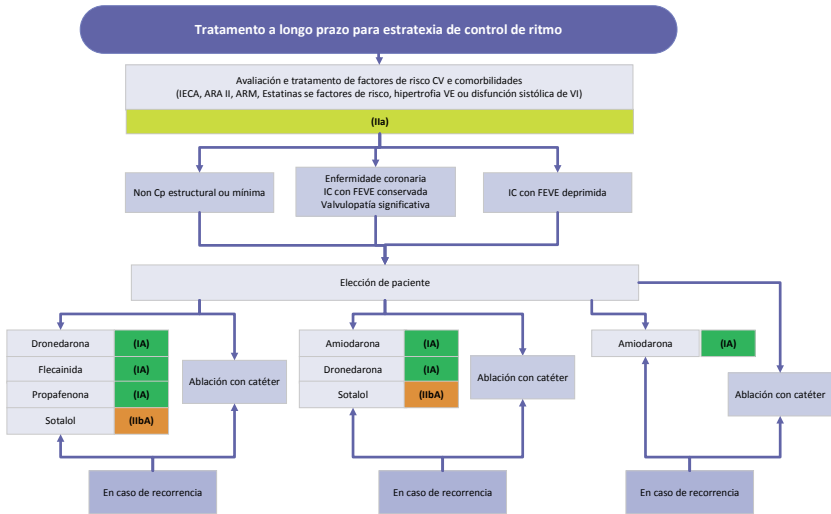 Tratamento a longo prazo para estratexia de control de ritmo
Avaliación e tratamento de factores de risco CV e comorbilidades
(IECA, ARA II, ARM, Estatinas se factores de risco, hipertrofia VE ou disfunción sistólica de VI)
(IIa)
Non Cp estructural ou mínima
Enfermidade coronaria
IC con FEVE conservada
Valvulopatía significativa
IC con FEVE deprimida
Elección de paciente
Dronedarona (IA)
Flecainida (IA)
Propafenona (IA)
Sotalol (IIbA)
Ablación con catéter
Amiodarona (IA)
Dronedarona (IA)
Sotalol (IIbA)
Ablación con catéter
Amiodarona (IA)
Ablación con catéter
En caso de recorrencia
En caso de recorrencia
En caso de recorrencia